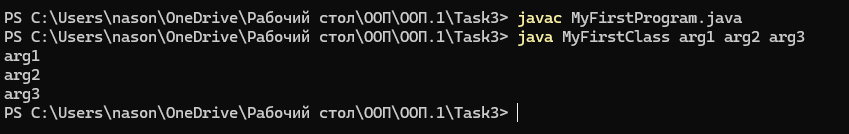 PS C:\Users\nason\OneDrive\Рабочий стол\ООП\ООП.1\Task3> javac MyFirstProgram.java
PS C:\Users\nason\OneDrive\Рабочий стол\ООП\ООП.1\Task3> java MyFirstClass arg1 arg2 arg3
arg1
arg2
arg3
PS C:\Users\nason\OneDrive\Рабочий стол\ООП\ООП.1\Task3>